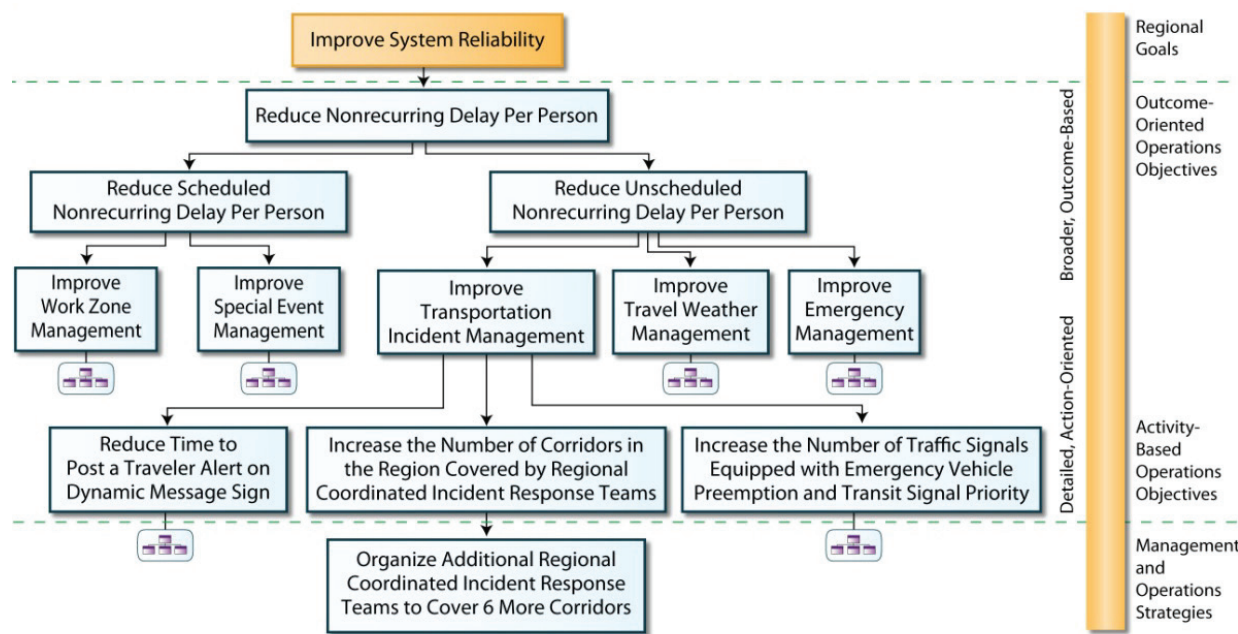 Improve System Reliability
Regional
Goals
Reduce Nonrecurring Delay Per Person
Outcome-
Oriented
Operations
Objectives
Broader, Outcome-Based
Reduce Scheduled
Nonrecurring Delay Per Person
Reduce Unscheduled
Nonrecurring Delay Per Person
Improve
Work Zone
Management
Improve
Special Event
Management
Improve
Transportation
Incident Management
Improve
Travel Weather
Management
Improve
Emergency
Management
Detailed, Action-Oriented
Reduce Time to
Post a Traveler Alert on
Dynamic Message Sign
Increase the Number of Corridors in
the Region Covered by Regional
Coordinated Incident Response Teams
Increase the Number of Traffic Signals
Equipped with Emergency Vehicle
Preemption and Transit Signal Priority
Activity-
Based
Operations
Objectives
Organize Additional Regional
Coordinated Incident Response
Teams to Cover 6 More Corridors
Management
and
Operations
Strategies